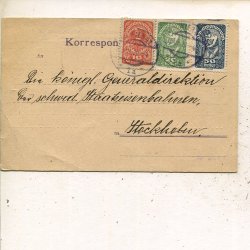 Korrespon
An die königl. Generaldirektion
der schwed. Staatseisenbahnen,
Stockholm.